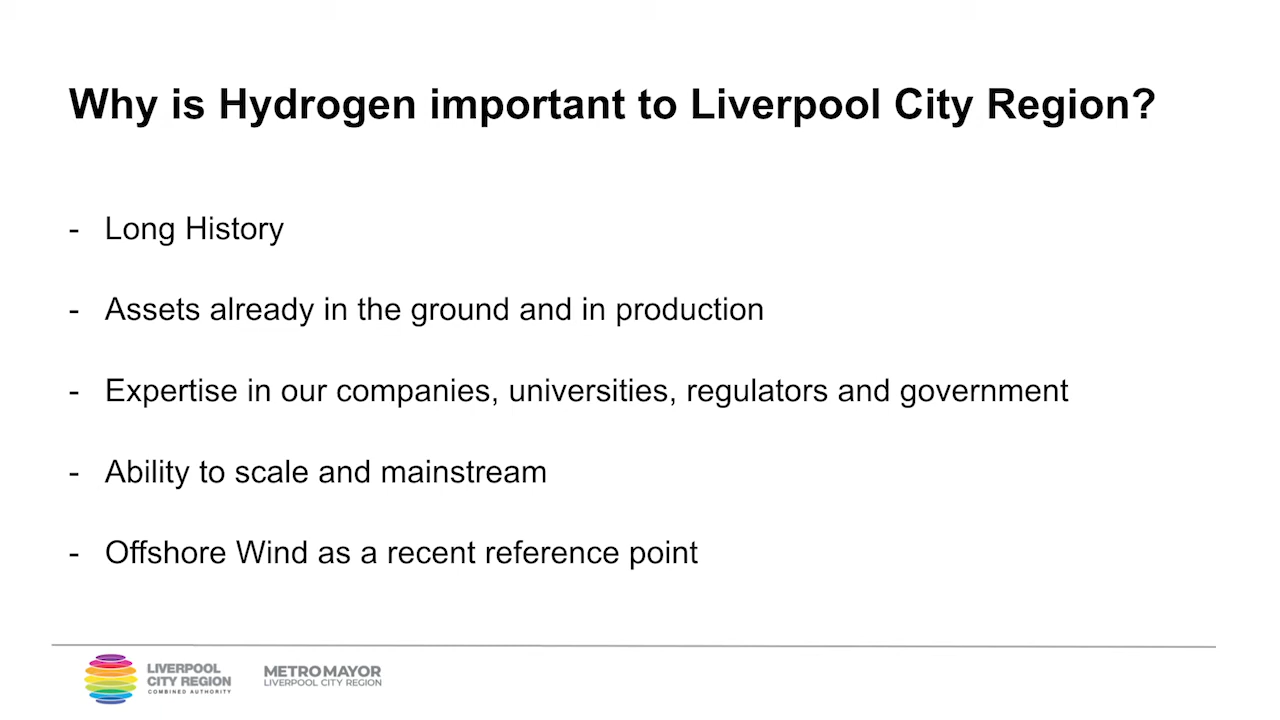 Why is Hydrogen important to Liverpool City Region?
- Long History
- Assets already in the ground and in production
- Expertise in our companies, universities, regulators and government
- Ability to scale and mainstream
- Offshore Wind as a recent reference point
LIVERPOOL
CITY REGION
COMBINED AUTHORITY
METRO MAYOR
LIVERPOOL CITY REGION